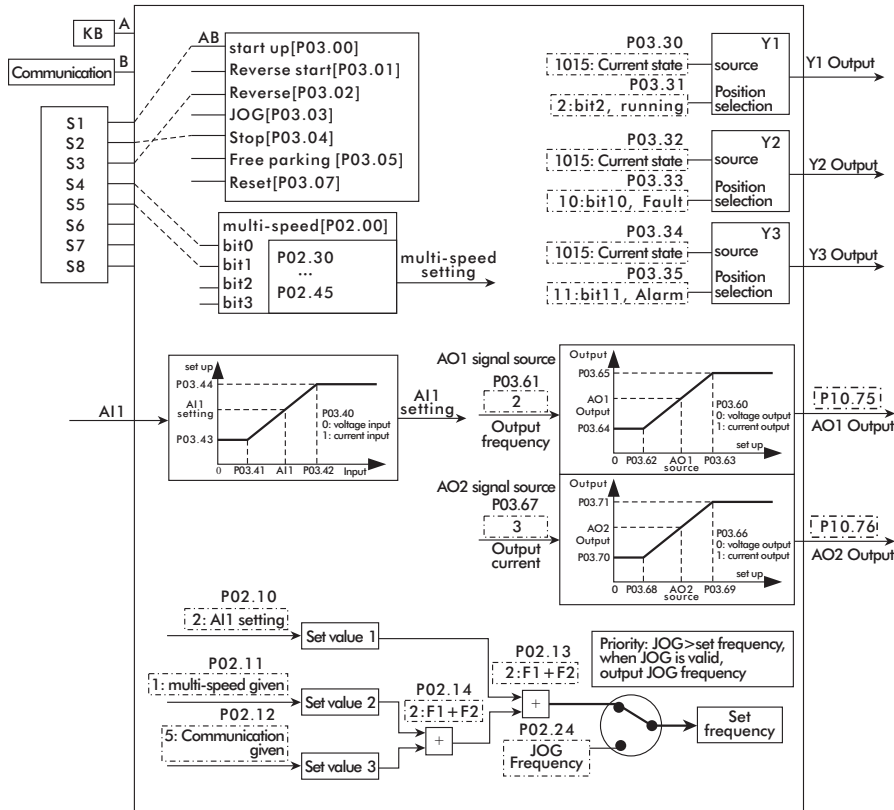 KB
A
Communication
B
S1
S2
S3
S4
S5
S6
S7
S8
AB
start up[P03.00]
Reverse start[P03.01]
Reverse[P03.02]
JOG[P03.03]
Stop[P03.04]
Free parking [P03.05]
Reset[P03.07]
multi-speed[P02.00]
bit0
bit1
bit2
bit3
P02.30
...
P02.45
multi-speed
setting
P03.30
1015: Current state
P03.31
2:bit2, running
Y1
source
Position
selection
Y1 Output
P03.32
1015: Current state
P03.33
10:bit10, Fault
Y2
source
Position
selection
Y2 Output
P03.34
1015: Current state
P03.35
11:bit11, Alarm
Y3
source
Position
selection
Y3 Output
AI1
set up
P03.44
AI1
setting
P03.43
P03.40
0: voltage input
1: current input
0
P03.41
AI1
P03.42
Input
AI1
setting
AO1 signal source
P03.61
2
Output
frequency
Output
P03.65
AO1
Output
P03.64
P03.60
0: voltage output
1: current output
set up
0
P03.62
AO1
source
P03.63
P10.75
AO1 Output
AO2 signal source
P03.67
3
Output
current
Output
P03.71
AO2
Output
P03.70
P03.66
0: voltage output
1: current output
set up
0
P03.68
AO2
source
P03.69
P10.76
AO2 Output
P02.10
2: AI1 setting
Set value 1
P02.11
1: multi-speed given
Set value 2
P02.12
5: Communication
given
Set value 3
P02.14
2:F1+F2
+
P02.13
2:F1+F2
+
Priority: JOG>set frequency,
when JOG is valid,
output JOG frequency
P02.24
JOG
Frequency
Set
frequency